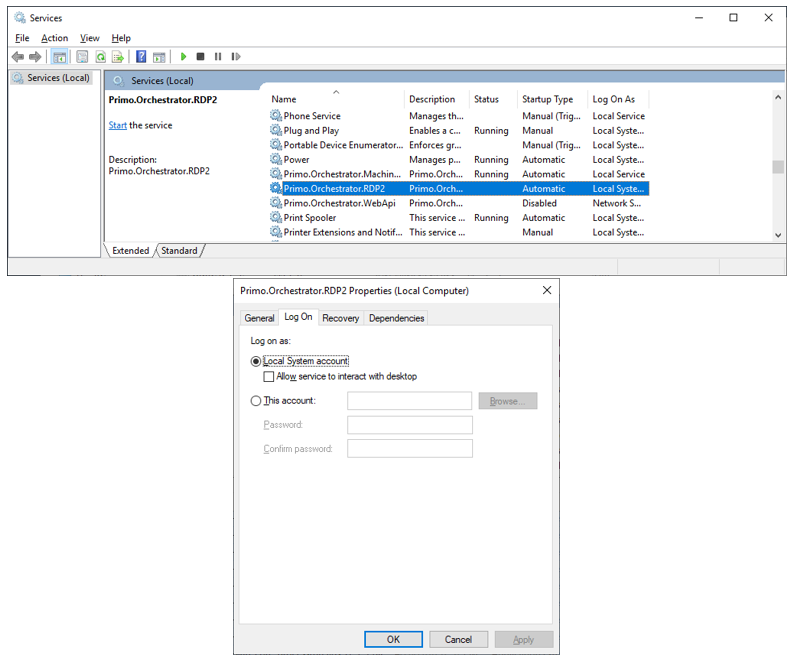 Services
File Action View Help
Services (Local)
Services (Local)
Primo.Orchestrator.RDP2
Start the service
Description:
Primo.Orchestrator.RDP2
Name Description Status Startup Type Log On As
Phone Service Manages th... Manual (Trig... Local Service
Plug and Play Enables a c... Running Manual Local Syste...
Portable Device Enumerator... Enforces gr... Manual (Trig... Local Syste...
Power Manages p... Running Automatic Local Syste...
Primo.Orchestrator.Machin... Primo.Orch... Running Automatic Local Service
Primo.Orchestrator.RDP2 Primo.Orch... Automatic Local Syste...
Primo.Orchestrator.WebApi Primo.Orch... Disabled Network S...
Print Spooler This service ... Running Automatic Local Syste...
Printer Extensions and Notif... This service ... Manual Local Syste...
Extended Standard
Primo.Orchestrator.RDP2 Properties (Local Computer)
General Log On Recovery Dependencies
Log on as:
Local System account
Allow service to interact with desktop
This account:
Browse...
Password:
Confirm password:
OK Cancel Apply